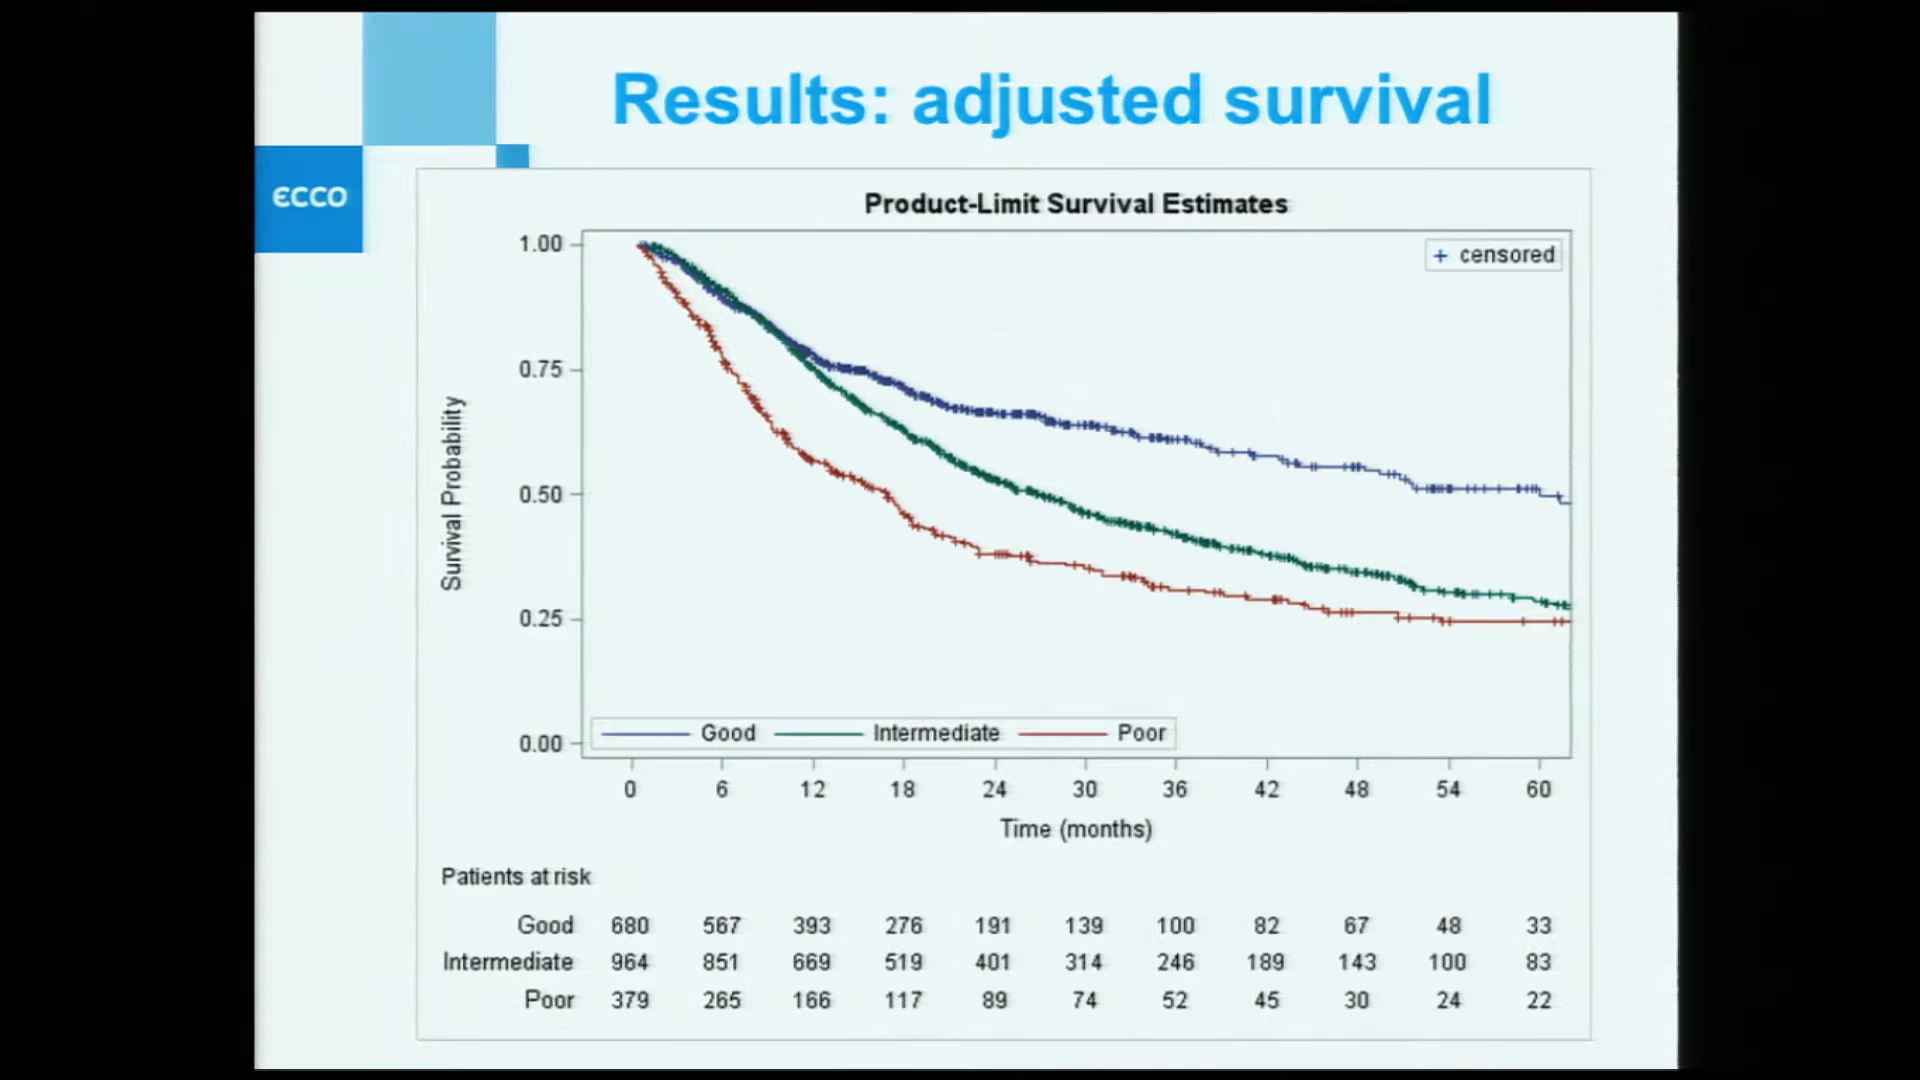 Results: adjusted survival
ECCO
Product-Limit Survival Estimates
+ censored
1.00
0.75
0.50
0.25
0.00
Survival Probability
Good Intermediate Poor
0 6 12 18 24 30 36 42 48 54 60
Time (months)
Patients at risk
Good 680 567 393 276 191 139 100 82 67 48 33
Intermediate 964 851 669 519 401 314 246 189 143 100 83
Poor 379 265 166 117 89 74 52 45 30 24 22